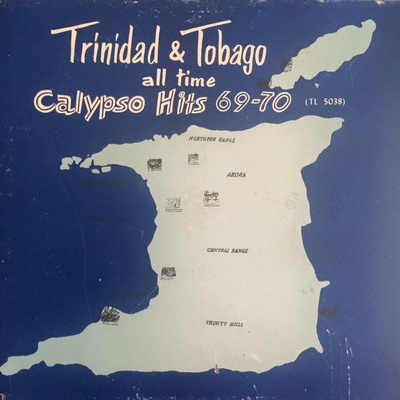 Trinidad & Tobago
all time
Calypso Hits 69-70 (TL 5038)
NORTHERN RANGE
ARIMA
CENTRAL RANGE
TRINITY HILLS